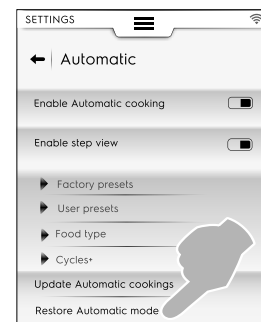 SETTINGS
Automatic
Enable Automatic cooking
Enable step view
Factory presets
User presets
Food type
Cycles+
Update Automatic cookings
Restore Automatic mode